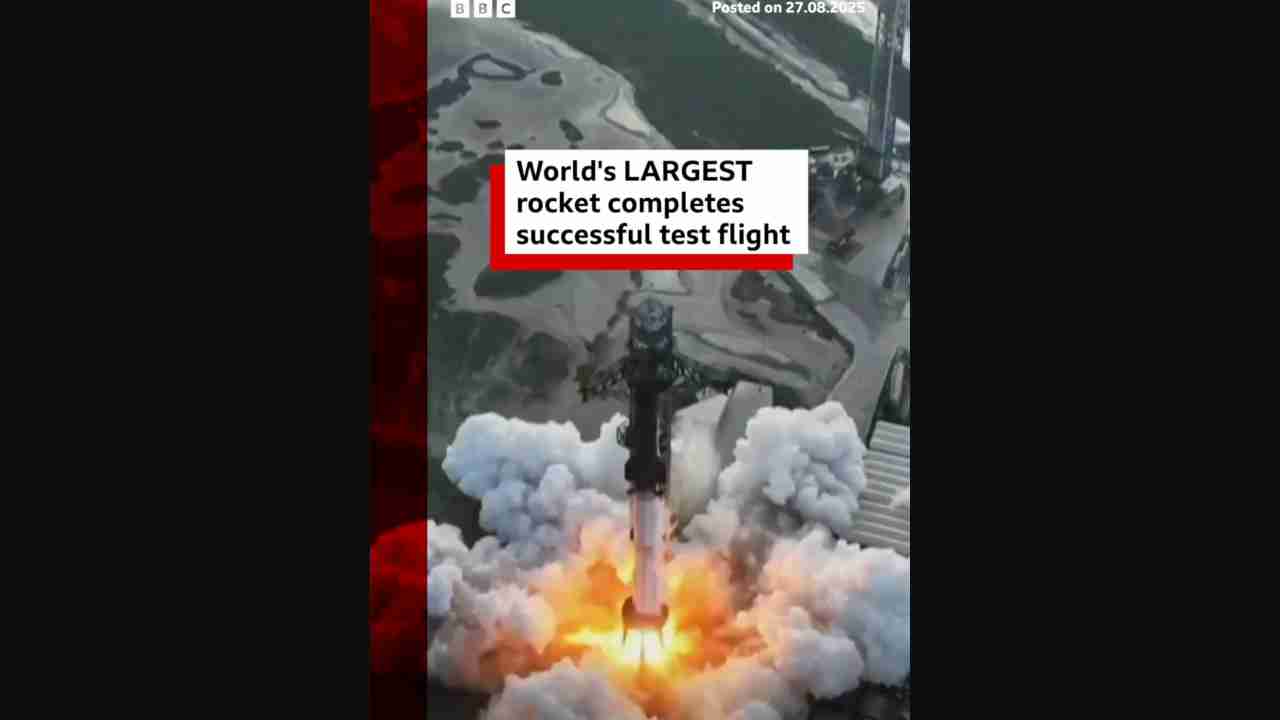 BBC
Posted on 27.08.2025
World's LARGEST
rocket completes
successful test flight